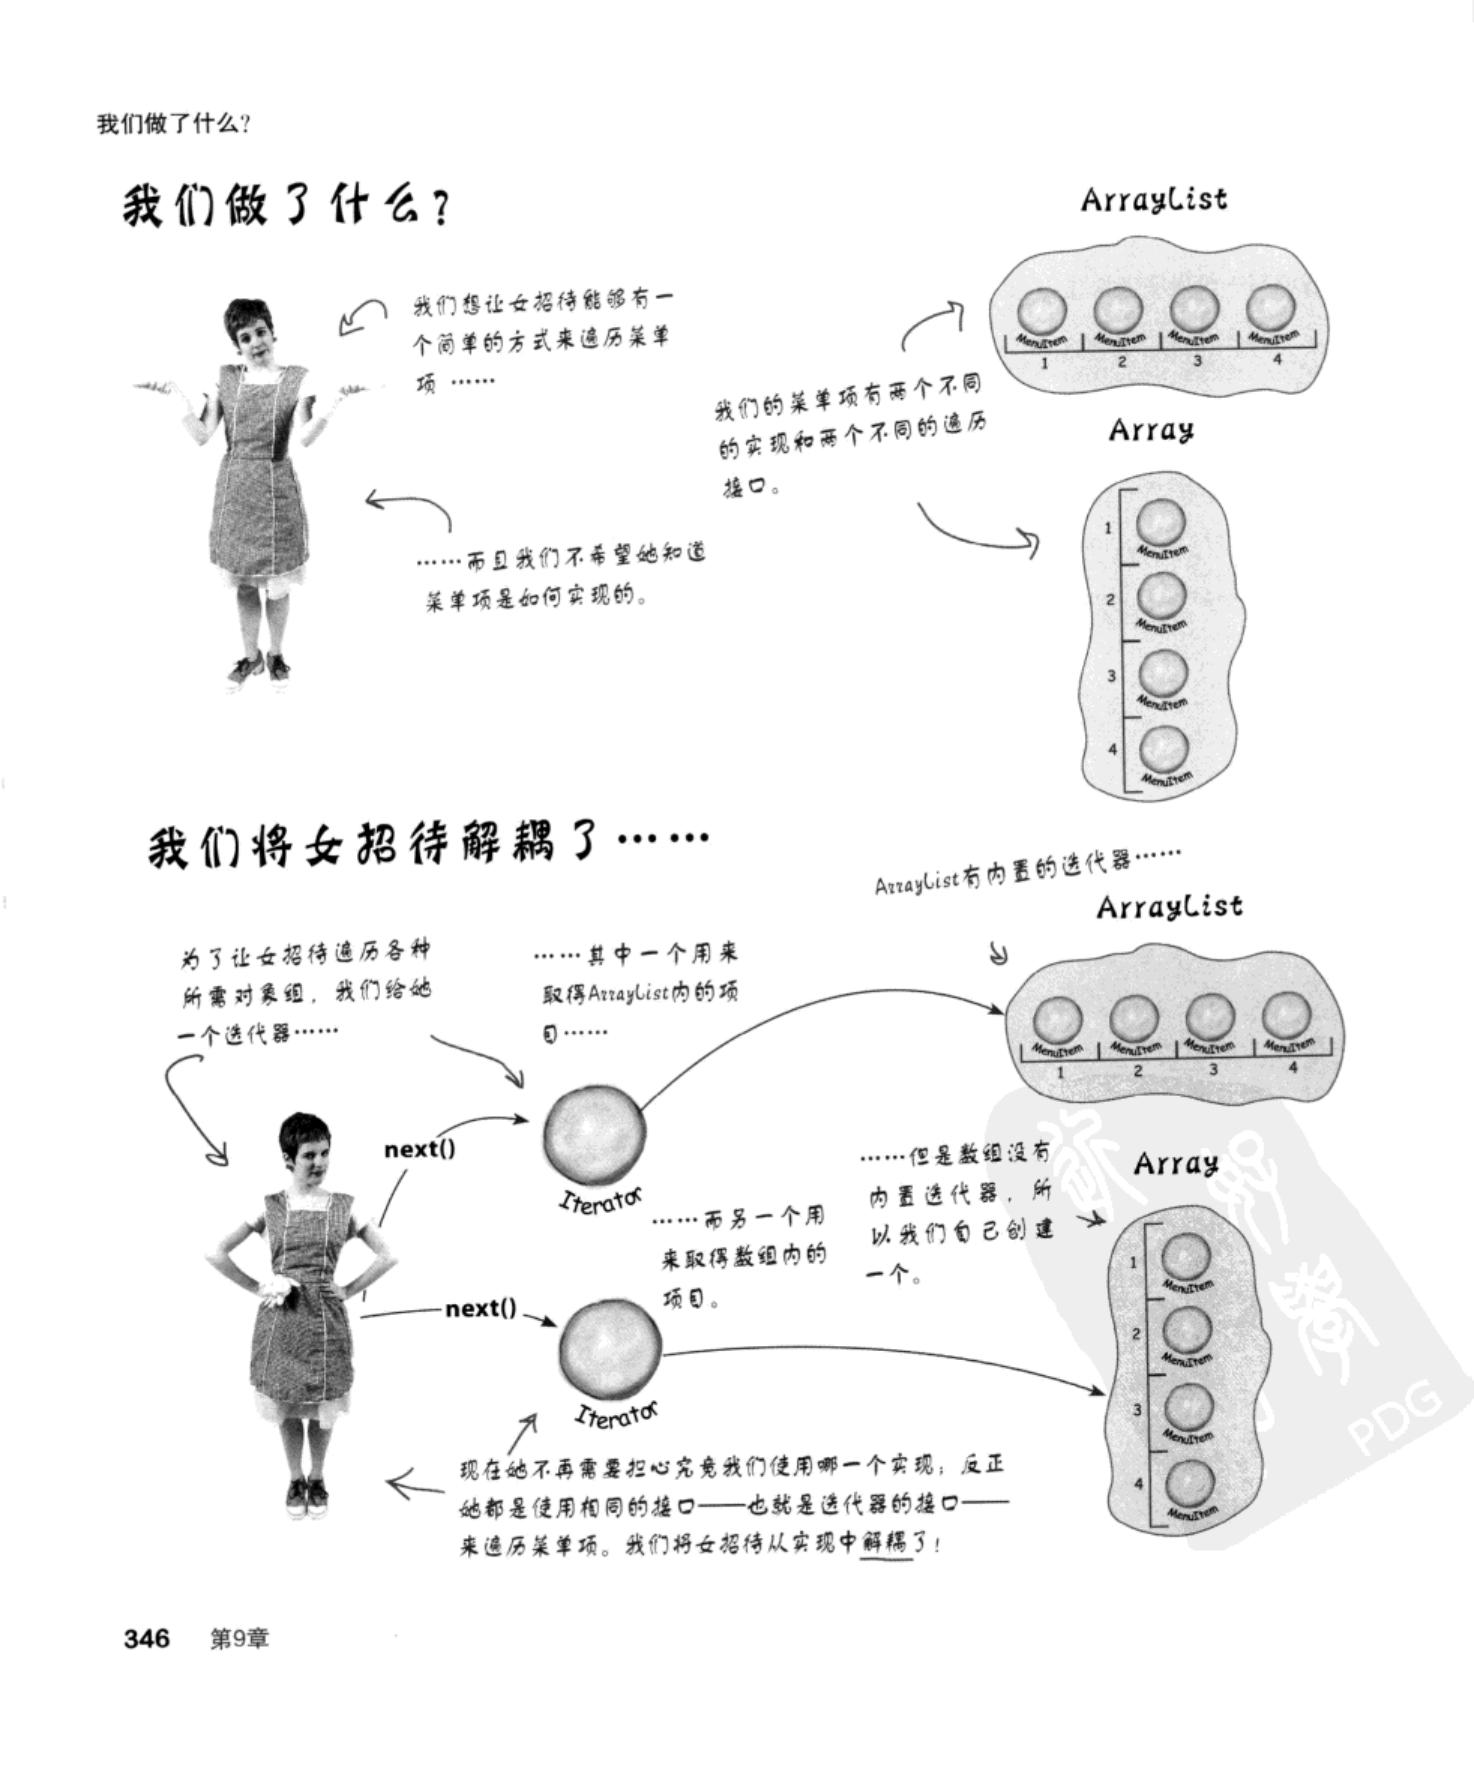 我们做了什么?
我们做了什么?
ArrayList
我们想让女招待能够有一
个简单的方式来遍历菜单
项……
MenuItem MenuItem MenuItem MenuItem
1 2 3 4
我们的菜单项有两个不同
的实现和两个不同的遍历
接口。
Array
1 MenuItem
2 MenuItem
3 MenuItem
4 MenuItem
……而且我们不希望她知道
菜单项是如何实现的。
我们将女招待解耦了……
ArrayList有内置的迭代器……
ArrayList
为了让女招待遍历各种
所需对象组，我们给她
一个迭代器……
……其中一个用来
取得ArrayList内的项
目……
MenuItem MenuItem MenuItem MenuItem
1 2 3 4
next()
Iterator
……但是数组没有
内置迭代器，所
以我们自己创建
一个。
Array
……而另一个用
来取得数组内的
项目。
1 MenuItem
2 MenuItem
3 MenuItem
4 MenuItem
next()
Iterator
现在她不再需要担心究竟我们使用哪一个实现；反正
她都是使用相同的接口——也就是迭代器的接口——
来遍历菜单项。我们将女招待从实现中解耦了！
PDG
346 第9章